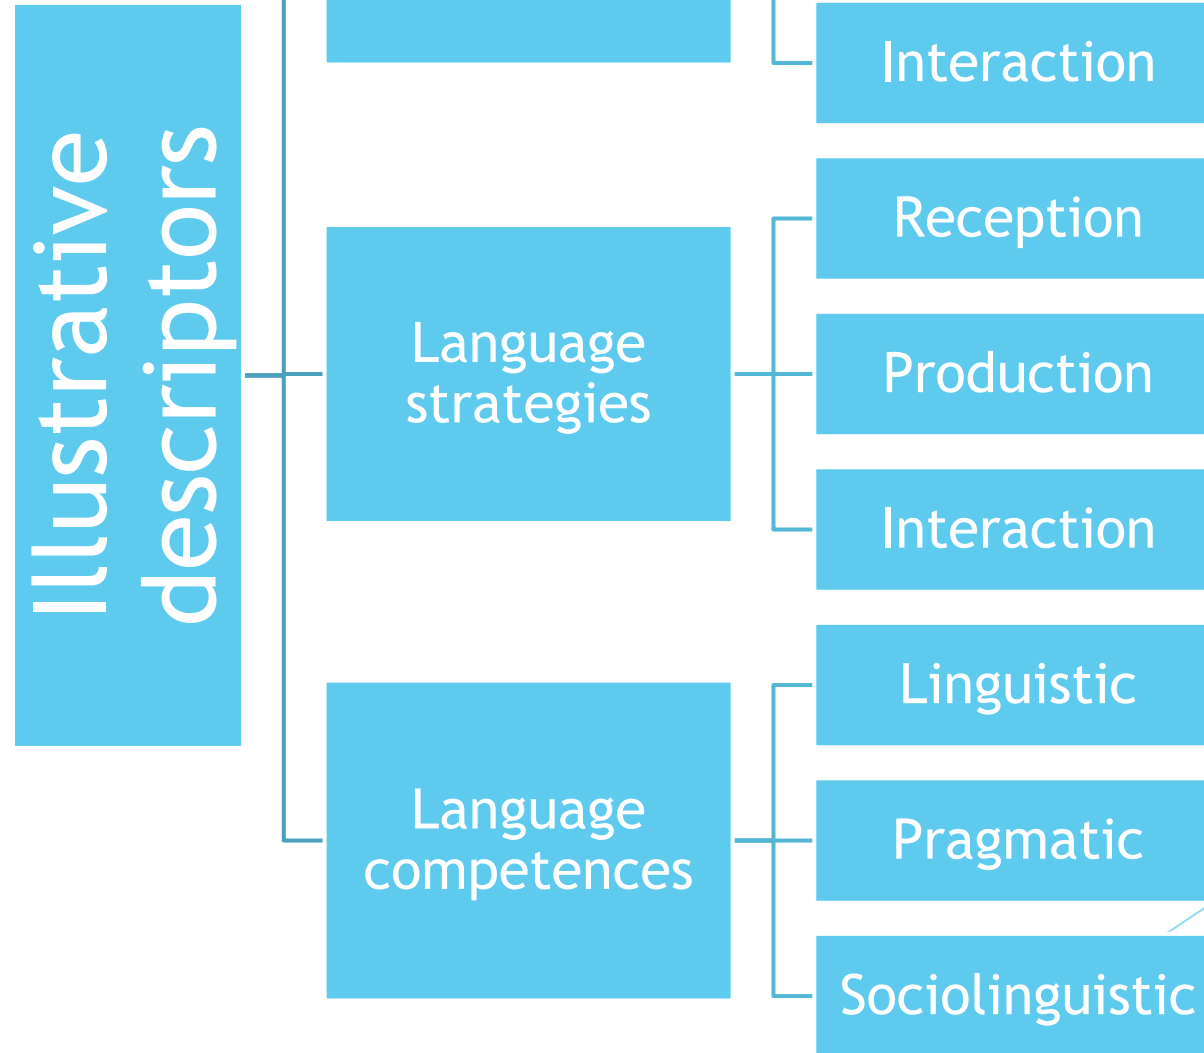 Illustrative
descriptors
Interaction
Language
strategies
Reception
Production
Interaction
Language
competences
Linguistic
Pragmatic
Sociolinguistic